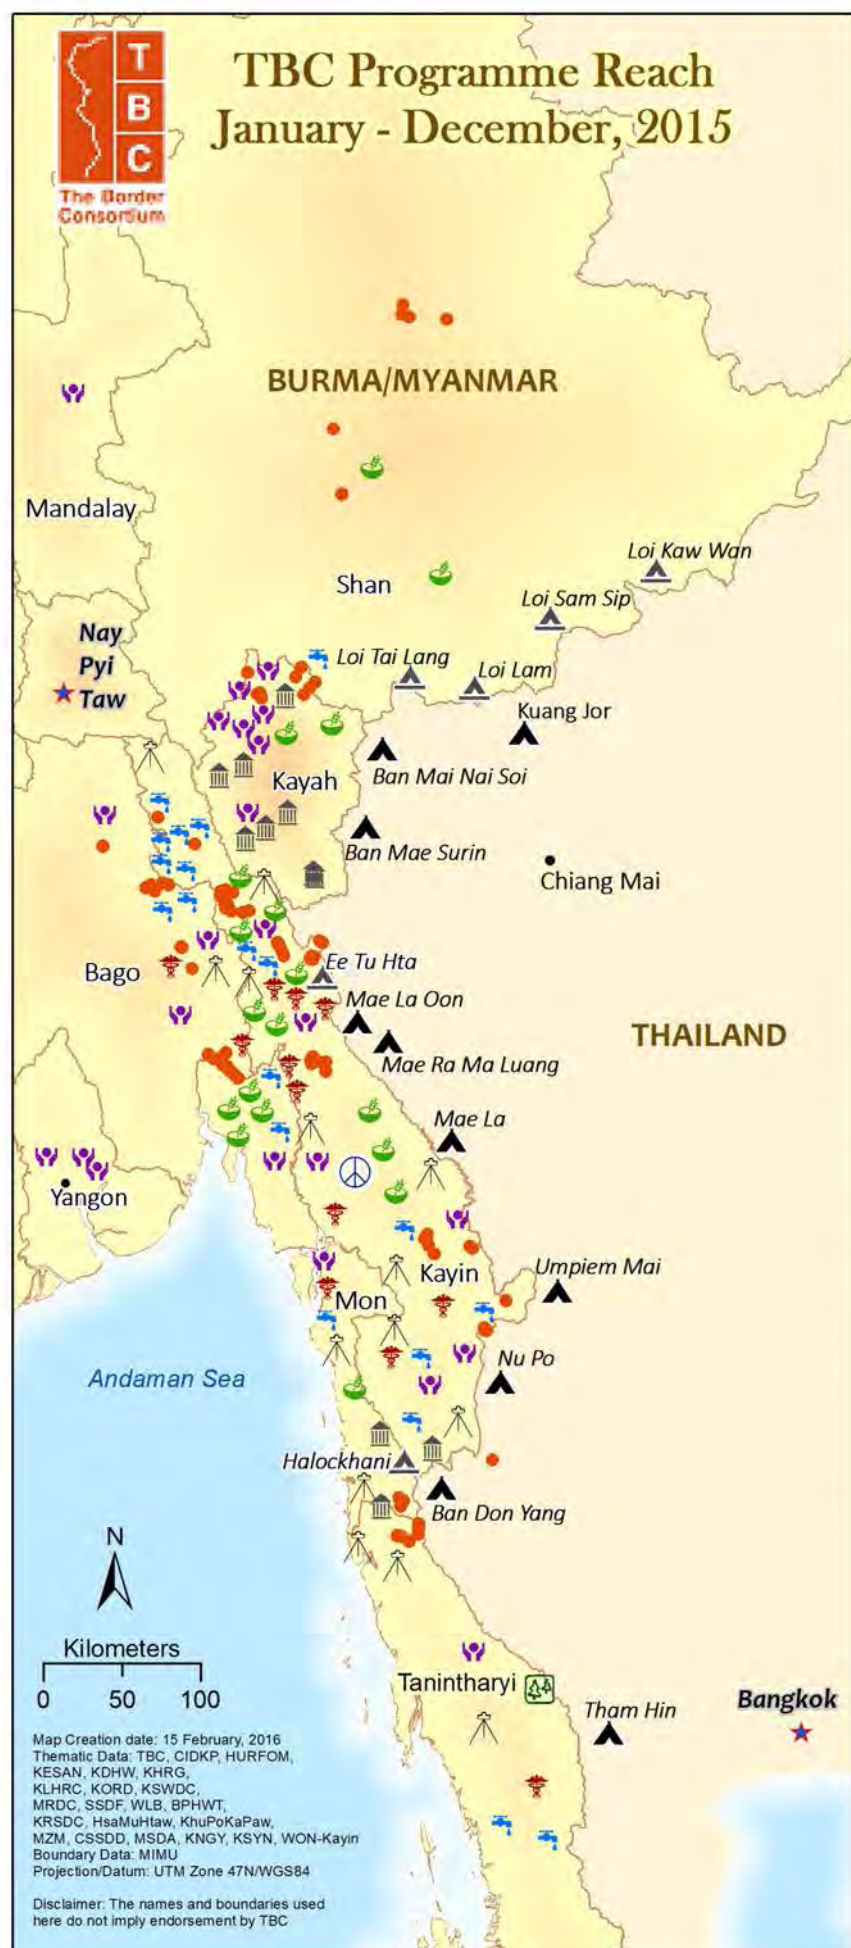 TBC Programme Reach
January - December, 2015
T
B
C
The Border
Consortium
BURMA/MYANMAR
Mandalay
Loi Kaw Wan
Shan
Loi Sam Sip
Nay
Pyi
Taw
Loi Tai Lang
Loi Lam
Kuang Jor
Ban Mai Nai Soi
Kayah
Ban Mae Surin
Chiang Mai
Ee Tu Hta
Bago
Mae La Oon
THAILAND
Mae Ra Ma Luang
Mae La
Yangon
Umpiem Mai
Kayin
Mon
Nu Po
Andaman Sea
Halockhani
Ban Don Yang
N
Kilometers
0 50 100
Tanintharyi
Tham Hin
Bangkok
Map Creation date: 15 February, 2016
Thematic Data: TBC, CIDKP, HURFOM,
KESAN, KDHW, KHRG,
KLHRC, KORD, KSWDC,
MRDC, SSDF, WLB, BPHWT,
KRSDC, HsaMuHtaw, KhuPoKaPaw,
MZM, CSSDD, MSDA, KNGY, KSYN, WON-Kayin
Boundary Data: MIMU
Projection/Datum: UTM Zone 47N/WGS84
Disclaimer: The names and boundaries used
here do not imply endorsement by TBC